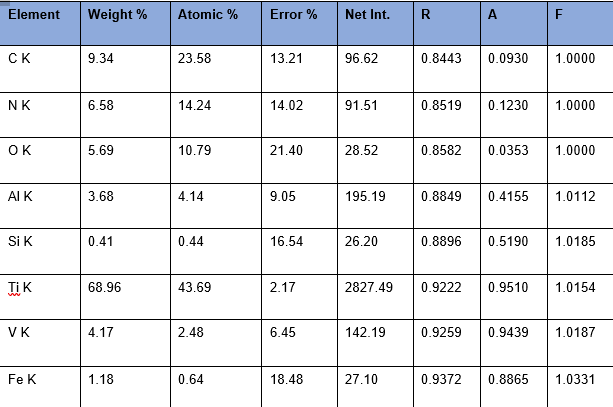 Element Weight % Atomic % Error % Net Int. R A F
C K 9.34 23.58 13.21 96.62 0.8443 0.0930 1.0000
N K 6.58 14.24 14.02 91.51 0.8519 0.1230 1.0000
O K 5.69 10.79 21.40 28.52 0.8582 0.0353 1.0000
Al K 3.68 4.14 9.05 195.19 0.8849 0.4155 1.0112
Si K 0.41 0.44 16.54 26.20 0.8896 0.5190 1.0185
Ti K 68.96 43.69 2.17 2827.49 0.9222 0.9510 1.0154
V K 4.17 2.48 6.45 142.19 0.9259 0.9439 1.0187
Fe K 1.18 0.64 18.48 27.10 0.9372 0.8865 1.0331